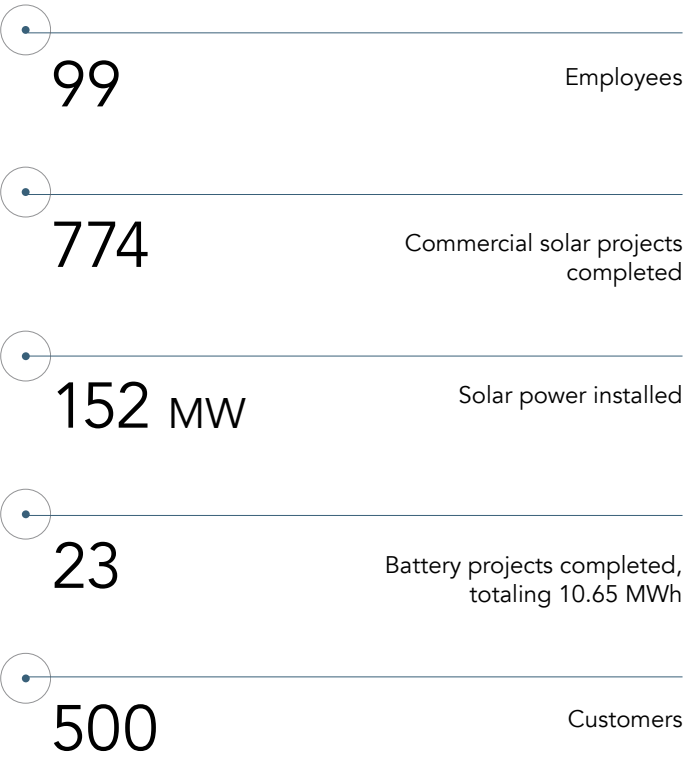 99
Employees
774
Commercial solar projects
completed
152 MW
Solar power installed
23
Battery projects completed,
totaling 10.65 MWh
500
Customers